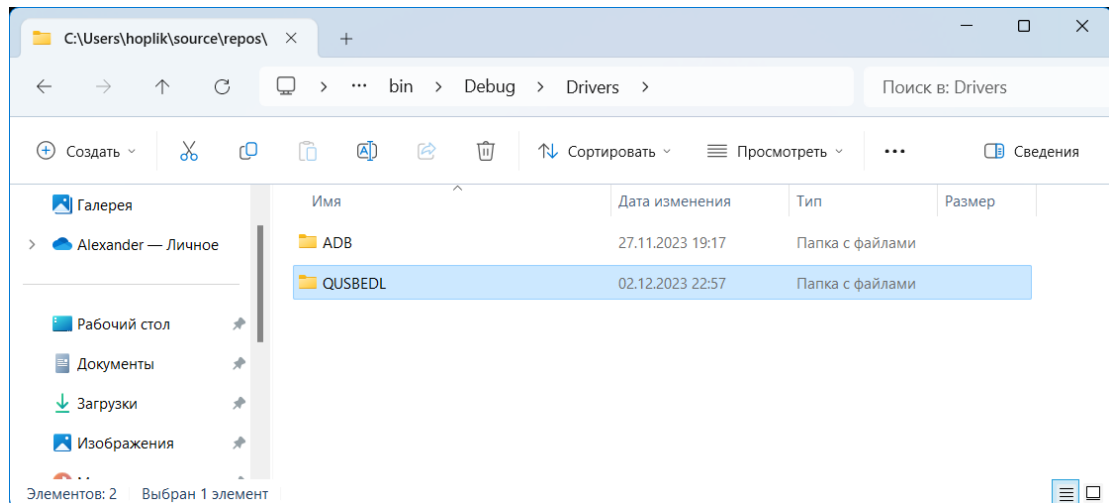 C:\Users\hoplik\source\repos\
bin > Debug > Drivers >
Поиск в: Drivers
Создать
Сортировать
Просмотреть
Сведения
Галерея
Alexander — Личное
Рабочий стол
Документы
Загрузки
Изображения
Имя
Дата изменения
Тип
Размер
ADB
27.11.2023 19:17
Папка с файлами
QUSBEDL
02.12.2023 22:57
Папка с файлами
Элементов: 2
Выбран 1 элемент